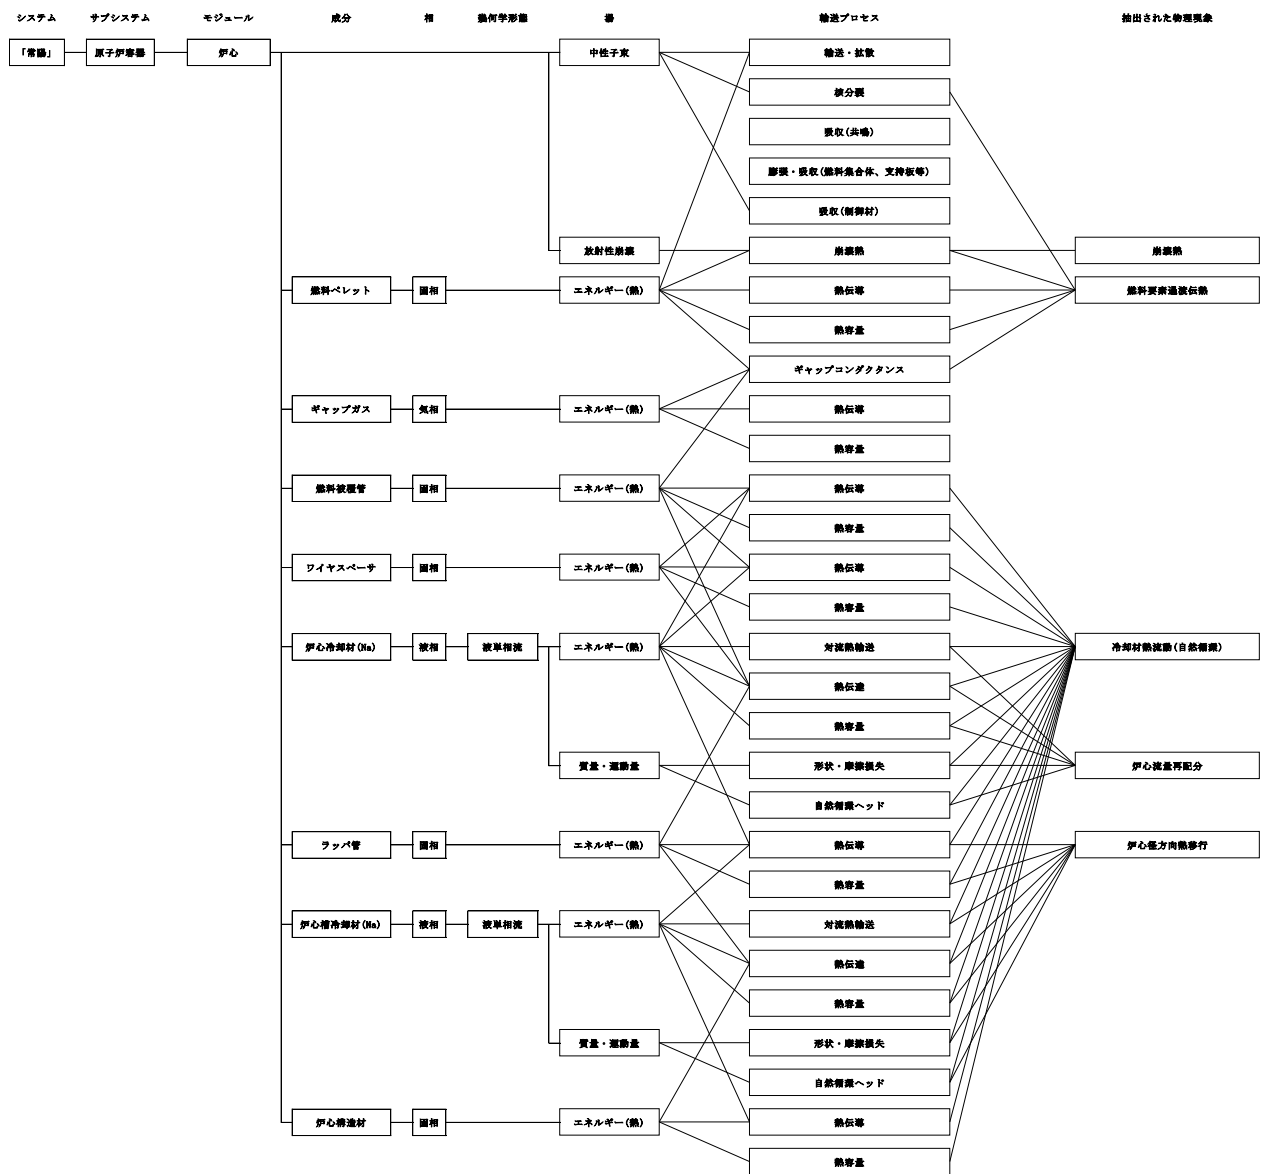 システム サブシステム モジュール 成分 相 幾何学形態 場 輸送プロセス 抽出された物理現象
「常陽」 原子炉容器 炉心 中性子束 輸送・拡散
核分裂
吸収(共鳴)
膨張・吸収(燃料集合体、支持板等)
吸収(制御材)
放射性崩壊 崩壊熱 崩壊熱
燃料ペレット 固相 エネルギー(熱) 熱伝導 燃料要素過渡伝熱
熱容量
ギャップコンダクタンス
ギャップガス 気相 エネルギー(熱) 熱伝導
熱容量
燃料被覆管 固相 エネルギー(熱) 熱伝導
熱容量
ワイヤスペーサ 固相 エネルギー(熱) 熱伝導
熱容量
炉心冷却材(Na) 液相 液単相流 エネルギー(熱) 対流熱輸送 冷却材熱流動(自然循環)
熱伝達
熱容量
質量・運動量 形状・摩擦損失 炉心流量再配分
自然循環ヘッド
ラッパ管 固相 エネルギー(熱) 熱伝導 炉心径方向熱移行
熱容量
炉心槽冷却材(Na) 液相 液単相流 エネルギー(熱) 対流熱輸送
熱伝達
熱容量
質量・運動量 形状・摩擦損失
自然循環ヘッド
炉心構造材 固相 エネルギー(熱) 熱伝導
熱容量